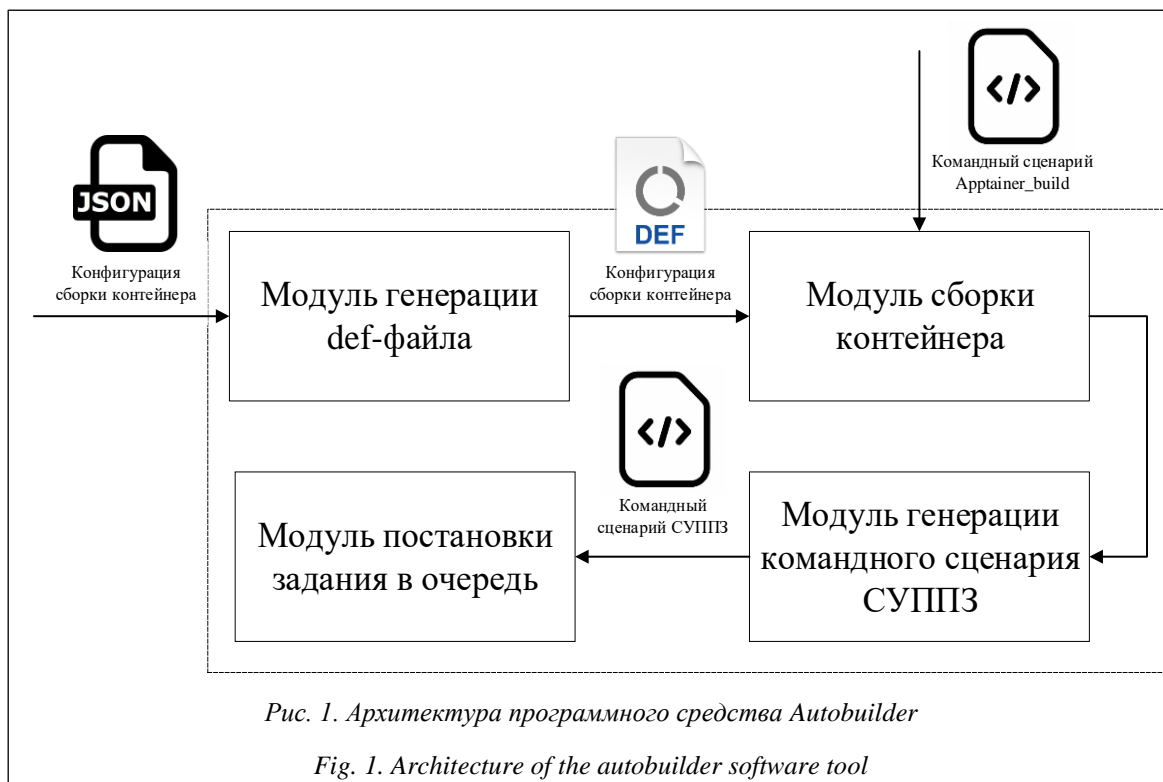 Командный сценарий
Apptainer_build
JSON
Конфигурация
сборки контейнера
DEF
Конфигурация
сборки контейнера
Модуль генерации
def-файла
Модуль сборки
контейнера
Командный
сценарий СУППЗ
Модуль постановки
задания в очередь
Модуль генерации
командного сценария
СУППЗ
Рис. 1. Архитектура программного средства Autobuilder
Fig. 1. Architecture of the autobuilder software tool